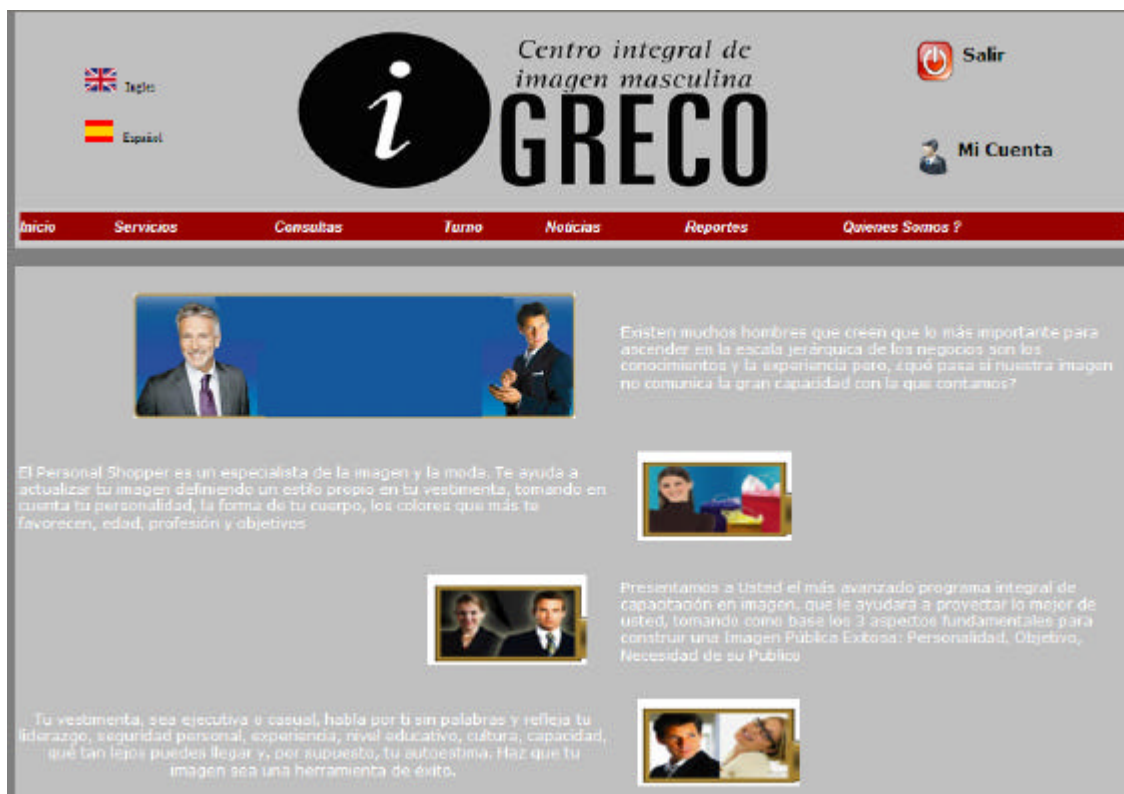 Ingles
Español
i
Centro integral de
imagen masculina
GRECO
Salir
Mi Cuenta
Inicio Servicios Consultas Turno Noticias Reportes Quienes Somos ?
Existen muchos hombres que creen que lo más importante para
ascender en la escala jerárquica de los negocios son los
conocimientos y la experiencia pero, ¿qué pasa si nuestra imagen
no comunica la gran capacidad con la que contamos?
El Personal Shopper es un especialista de la imagen y la moda. Te ayuda a
actualizar tu imagen definiendo un estilo propio en tu vestimenta, tomando en
cuenta tu personalidad, la forma de tu cuerpo, los colores que más te
favorecen, edad, profesión y objetivos
Presentamos a Usted el más avanzado programa integral de
capacitación en imagen, que le ayudara a proyectar lo mejor de
usted, tomando como base los 3 aspectos fundamentales para
construir una Imagen Pública Exitosa: Personalidad, Objetivo,
Necesidad de su Publico
Tu vestimenta, sea ejecutiva o casual, habla por ti sin palabras y refleja tu
liderazgo, seguridad personal, experiencia, nivel educativo, cultura, capacidad,
qué tan lejos puedes llegar y, por supuesto, tu autoestima. Haz que tu
imagen sea una herramienta de éxito.